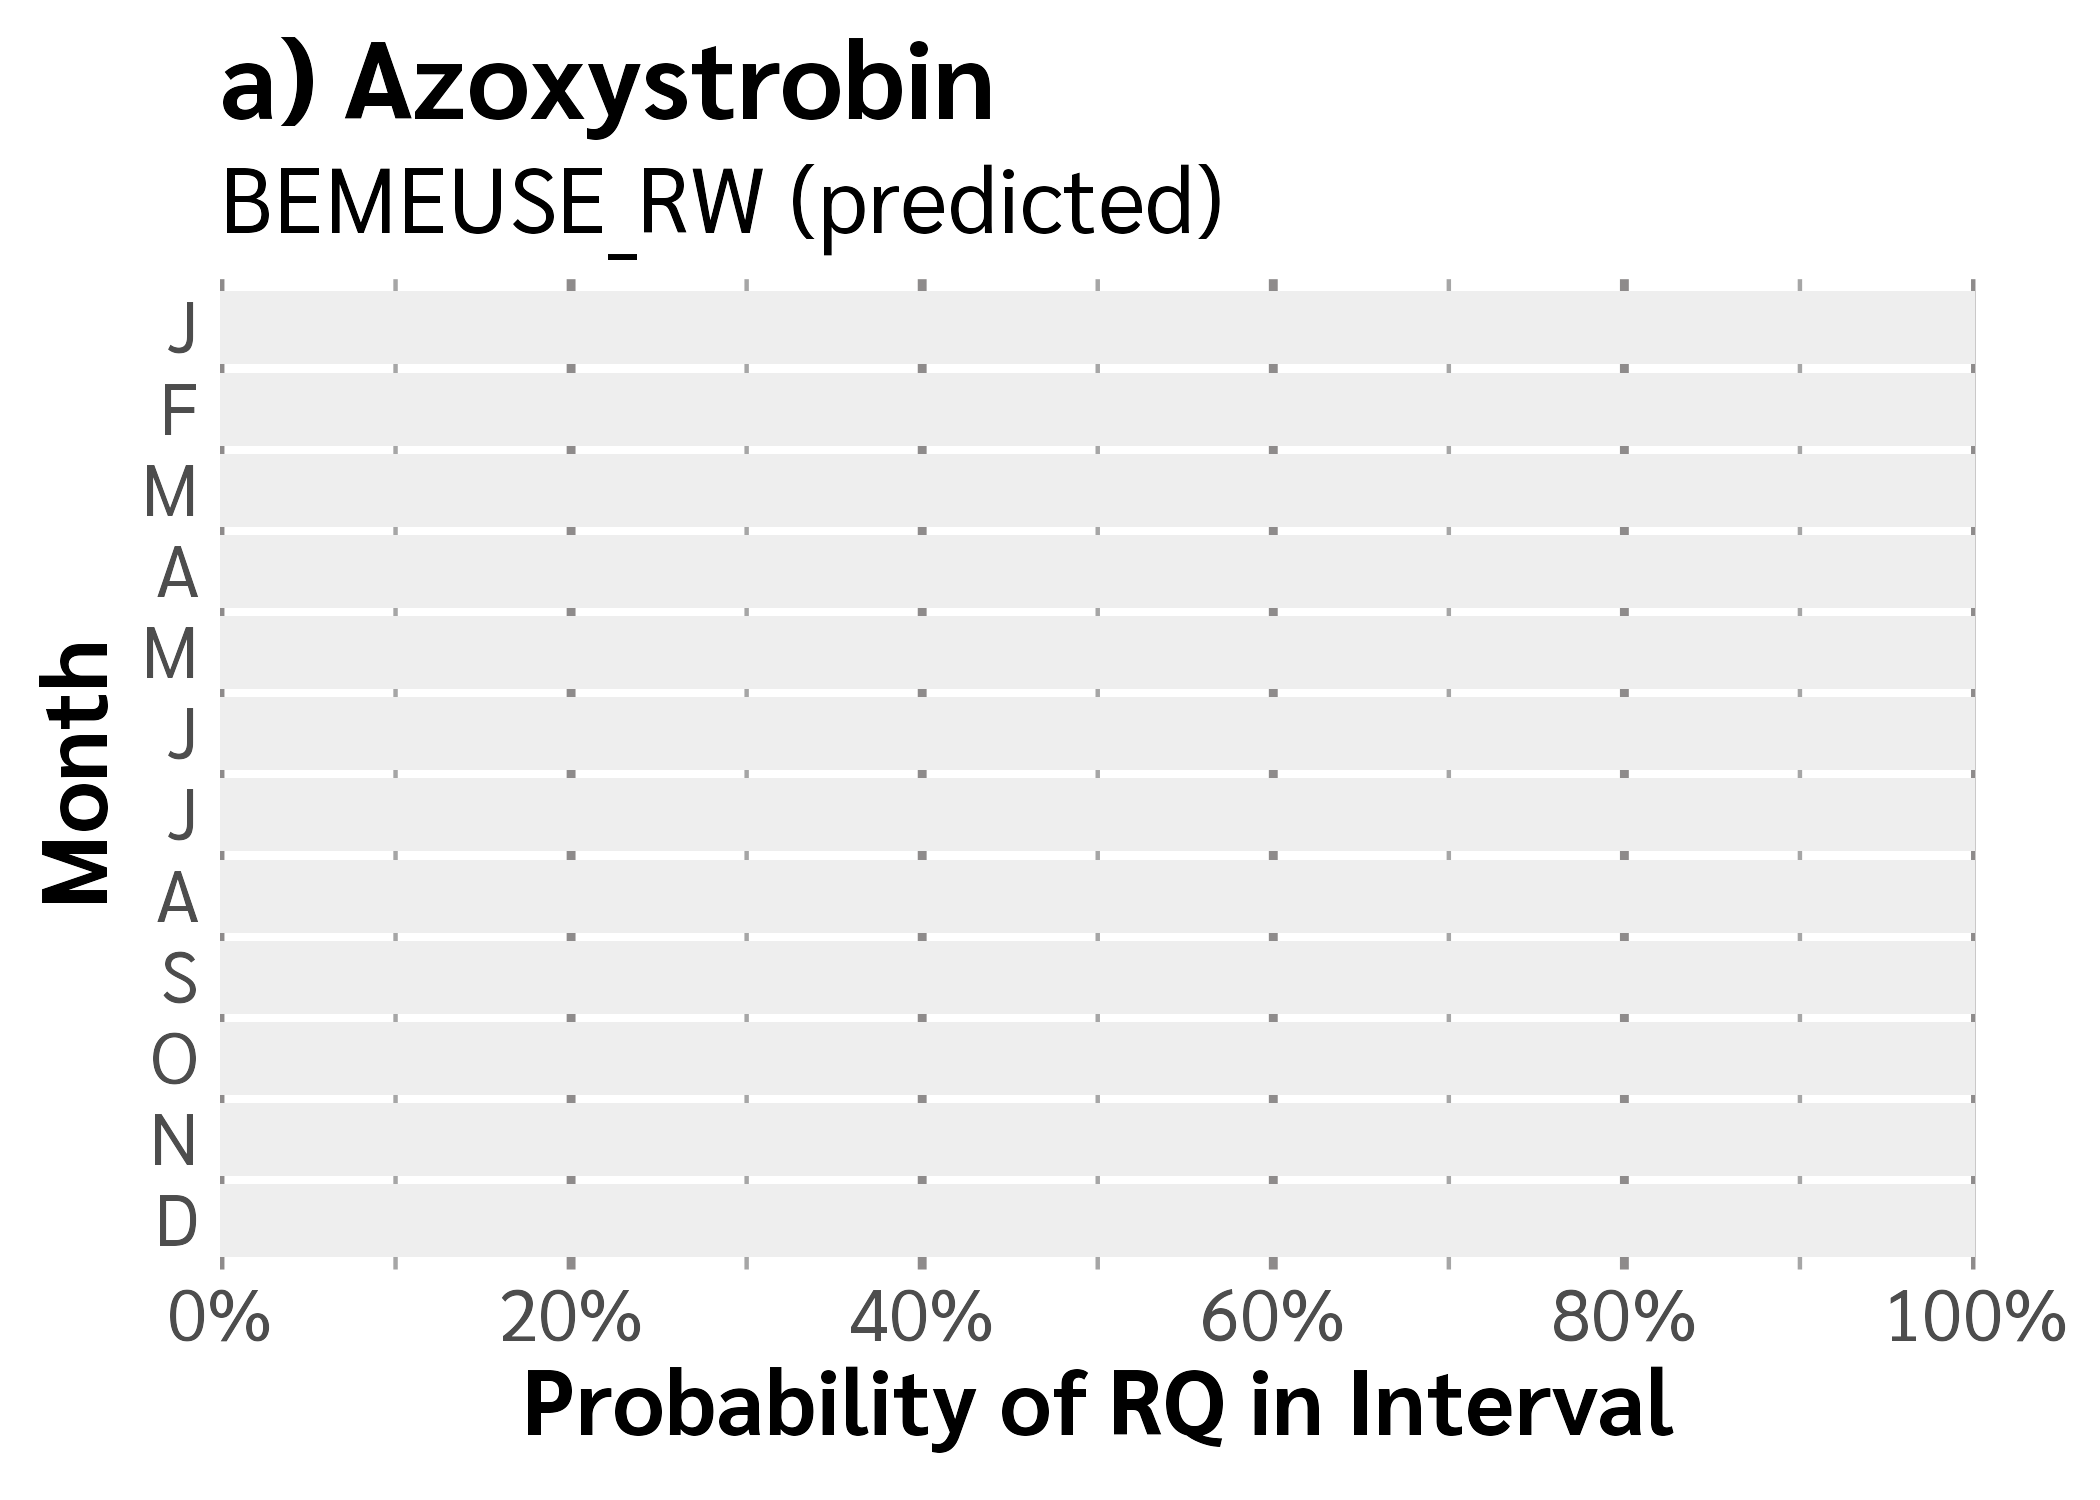 a) Azoxystrobin
BEMEUSE_RW (predicted)
Month
J
F
M
A
M
J
J
A
S
O
N
D
0% 20% 40% 60% 80% 100%
Probability of RQ in Interval